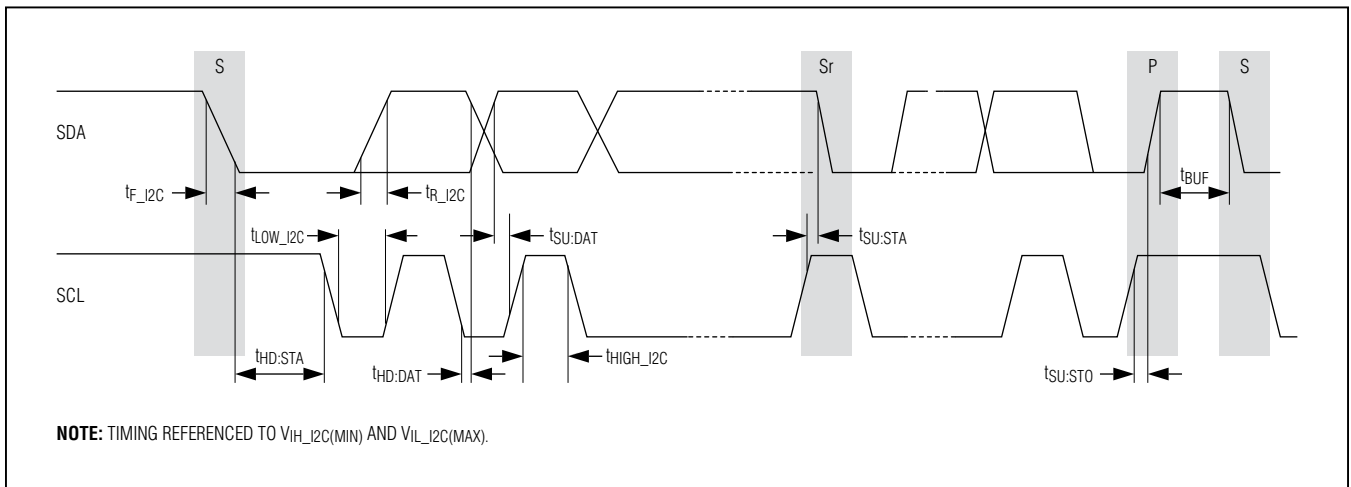 S Sr P S
SDA
tBUF
tF_I2C tR_I2C
tLOW_I2C tSU:DAT tSU:STA
SCL
tHD:STA tHD:DAT tHIGH_I2C tSU:STO
NOTE: TIMING REFERENCED TO VIH_I2C(MIN) AND VIL_I2C(MAX).